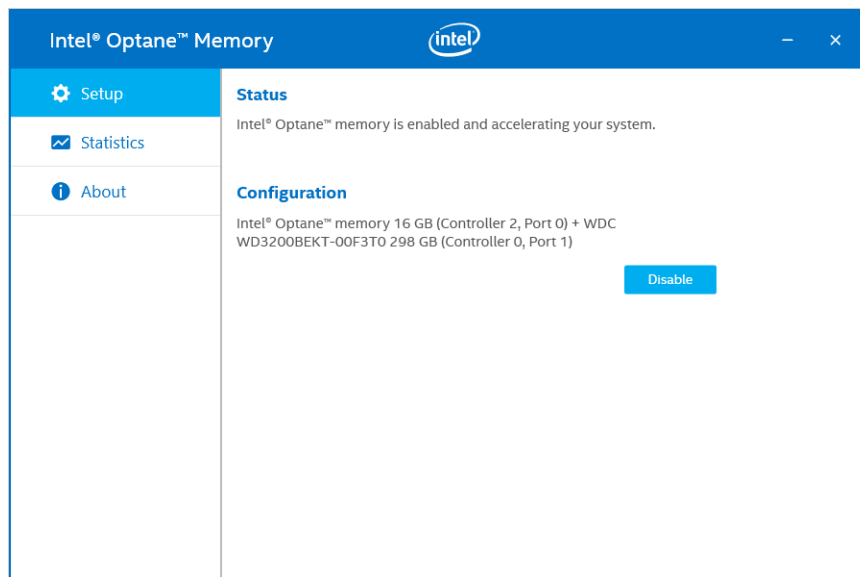 Intel® Optane™ Memory
intel
Setup
Statistics
About
Status
Intel® Optane™ memory is enabled and accelerating your system.
Configuration
Intel® Optane™ memory 16 GB (Controller 2, Port 0) + WDC
WD3200BEKT-00F3T0 298 GB (Controller 0, Port 1)
Disable